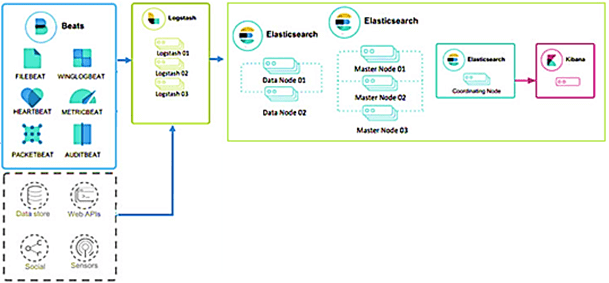 Beats
FILEBEAT
WINGLOGBEAT
HEARTBEAT
METRICBEAT
PACKETBEAT
AUDITBEAT
Data store
Web APIs
Social
Sensors
Logstash
Logstash 01
Logstash 02
Logstash 03
Elasticsearch
Data Node 01
Data Node 02
Elasticsearch
Master Node 01
Master Node 02
Master Node 03
Elasticsearch
Coordinating Node
Kibana